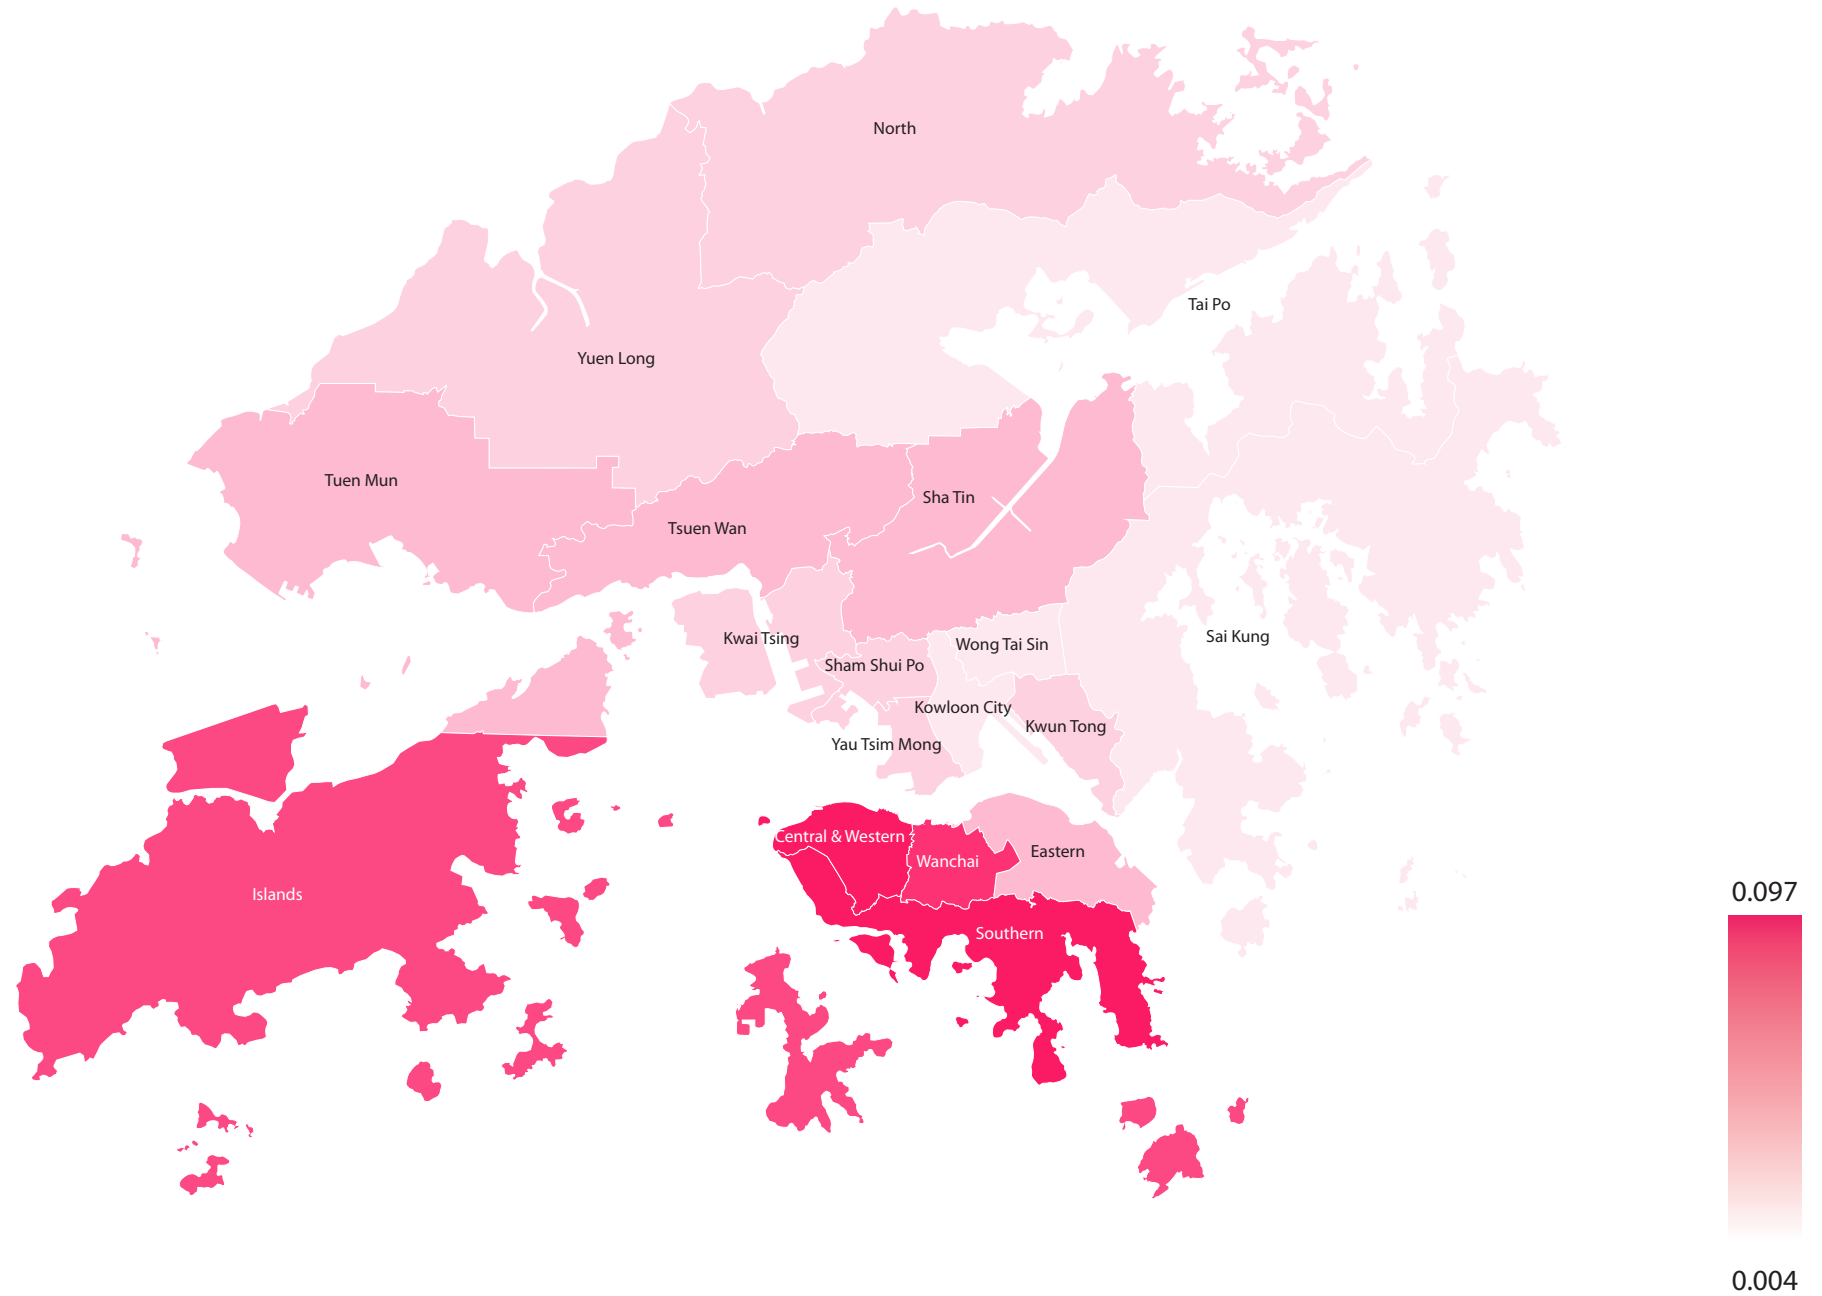 North
Tai Po
Yuen Long
Tuen Mun
Sha Tin
Tsuen Wan
Kwai Tsing
Wong Tai Sin
Sai Kung
Sham Shui Po
Kowloon City
Kwun Tong
Yau Tsim Mong
Central & Western
Eastern
Wanchai
Islands
Southern
0.097
0.004